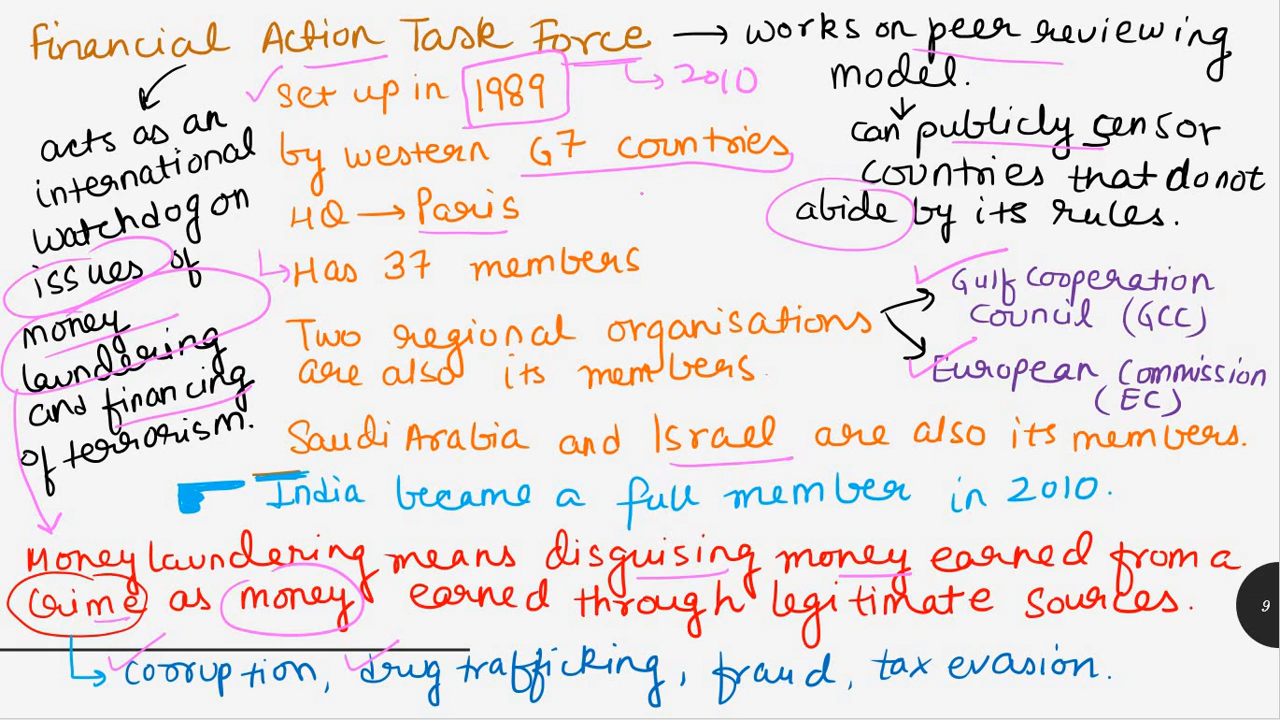 Financial Action Task Force → works on peer reviewing
model.
can publicly sensor
countries that do not
abide by its rules.
acts as an
international
watchdog on
issues of
money
laundering
and financing
of terrorism.
set up in 1989
2010
by western G7 countries
HQ → Paris
Has 37 members
Two regional organisations
are also its members.
Gulf Cooperation
Council (GCC)
European Commission
(EC)
Saudi Arabia and Israel are also its members.
India became a full member in 2010.
Money laundering means disguising money earned from a
crime as money earned through legitimate sources.
corruption, drug trafficking, fraud, tax evasion.
9